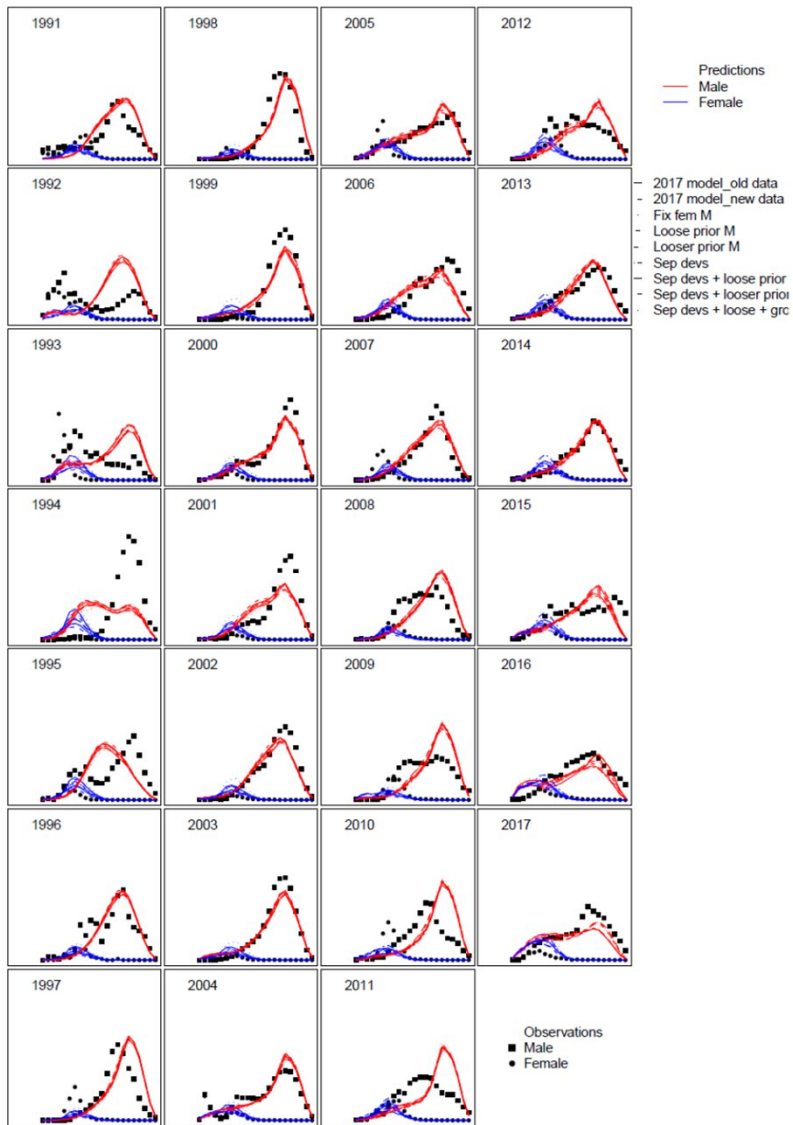 1991
1998
2005
2012
Predictions
Male
Female
1992
1999
2006
2013
2017 model_old data
2017 model_new data
Fix fem M
Loose prior M
Looser prior M
Sep devs
Sep devs + loose prior
Sep devs + looser prior
Sep devs + loose + grc
1993
2000
2007
2014
1994
2001
2008
2015
1995
2002
2009
2016
1996
2003
2010
2017
1997
2004
2011
Observations
Male
Female